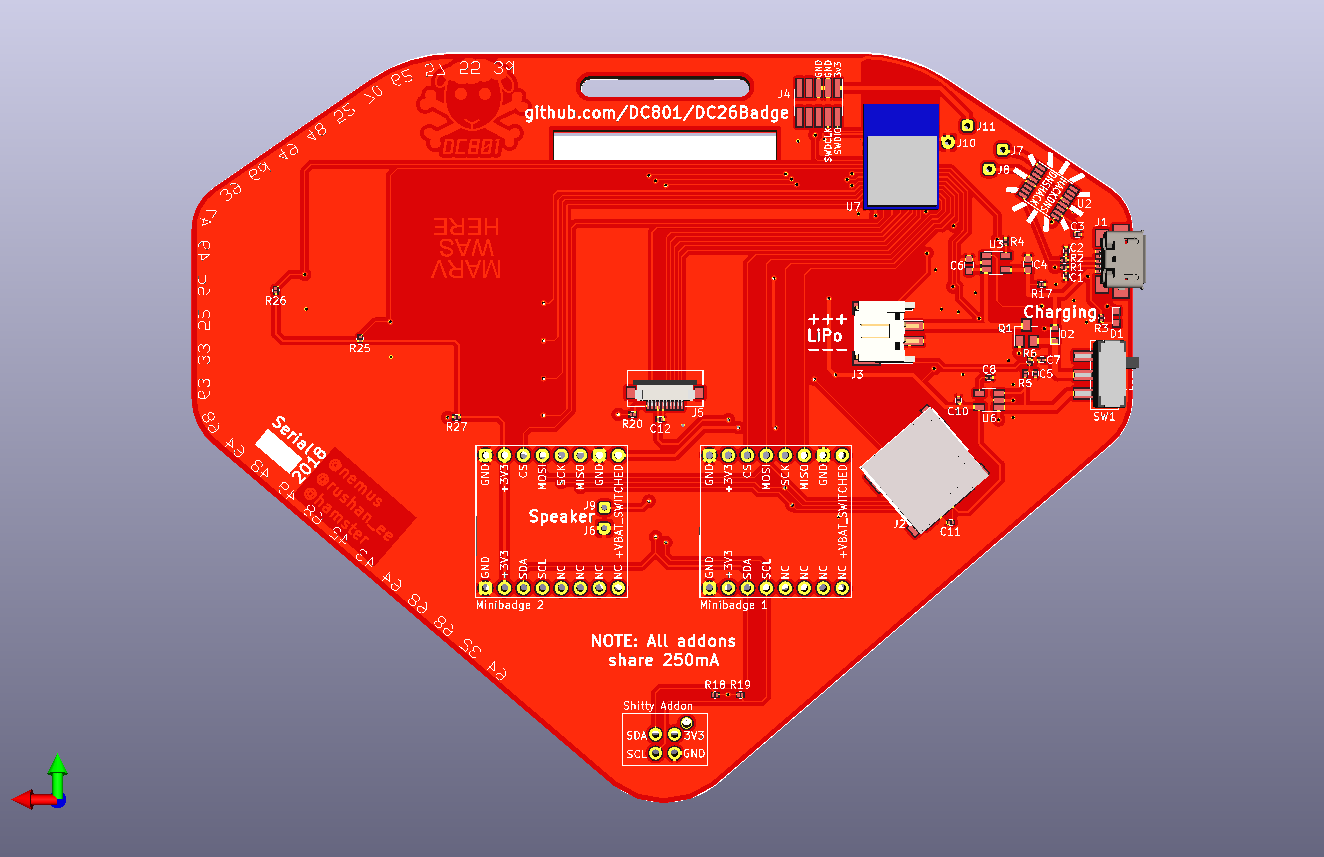 github.com/DC801/DC26Badge
DC801
J4
GND
GND
3V3
SWDCLK
SWDIO
J11
J10
J7
J8
U7
U2
MARV
WAS
HERE
C3
J1
U3
R4
C6
C4
C2
R2
R1
C1
R17
R26
R25
R27
+++
LiPo
---
J3
Charging
Q1
D2
R3
D1
R6
C7
C5
R5
C8
C10
U6
SW1
J5
R20
C12
J2
C11
Serial
2018
@nemus
@lushan_ee
@hamster
GND
+3V3
CS
MOSI
SCK
MISO
GND
+VBAT_SWITCHED
Speaker
J9
J6
GND
+3V3
SDA
SCL
NC
NC
NC
NC
Minibadge 2
GND
+3V3
CS
MOSI
SCK
MISO
GND
+VBAT_SWITCHED
GND
+3V3
SDA
SCL
NC
NC
NC
NC
Minibadge 1
NOTE: All addons
share 250mA
R18 R19
Shitty Addon
SDA
3V3
SCL
GND